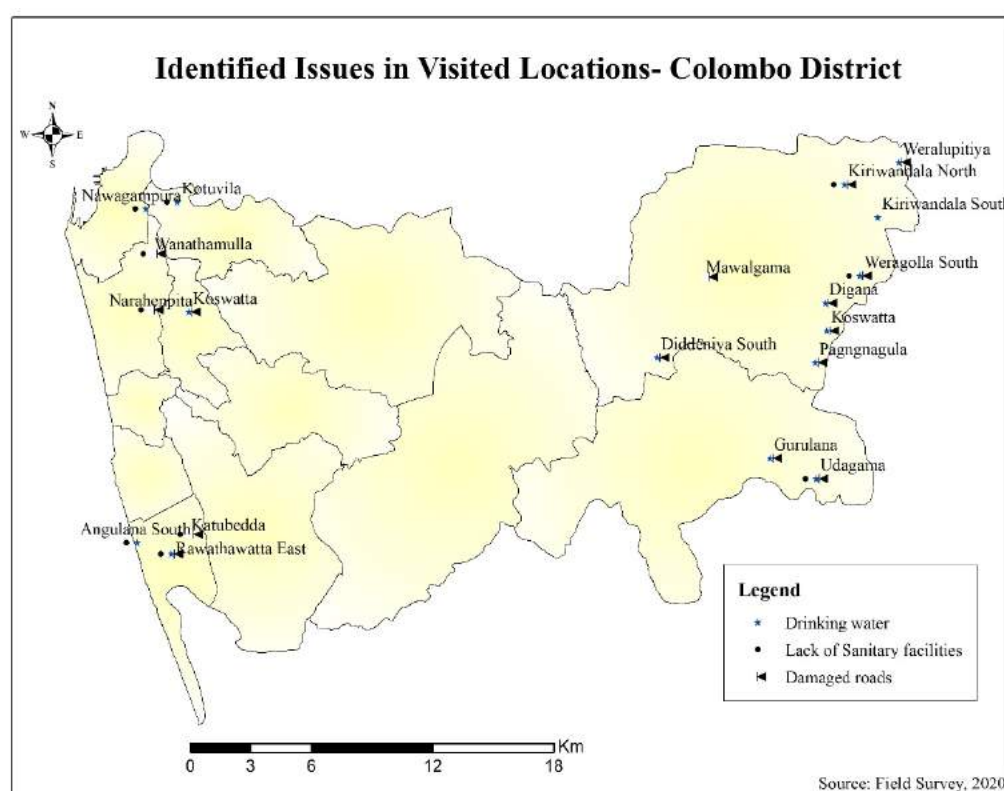 Identified Issues in Visited Locations- Colombo District
N
W E
S
Weralupitiya
Kiriwandala North
Kotuvila
Nawagampura
Kiriwandala South
Wanathamulla
Weragolla South
Mawalgama
Digana
Narahenpita
Koswatta
Koswatta
Diddeniya South
Pagngnagula
Gurulana
Udagama
Katubedda
Angulana South
Rawathawatta East
Legend
Drinking water
Lack of Sanitary facilities
Damaged roads
Km
0 3 6 12 18
Source: Field Survey, 2020